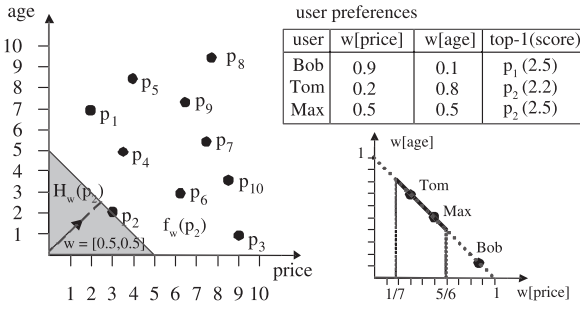 age
10
9
8
7
6
5
4
3
2
1
p8
p5
p9
p1
p7
p4
p10
Hw(p2)
p6
p2
fw(p2)
w = [0.5,0.5]
p3
price
1 2 3 4 5 6 7 8 9 10
user preferences
user w[price] w[age] top-1(score)
Bob 0.9 0.1 p1 (2.5)
Tom 0.2 0.8 p2 (2.2)
Max 0.5 0.5 p2 (2.5)
w[age]
1
Tom
Max
Bob
1/7 5/6 1
w[price]